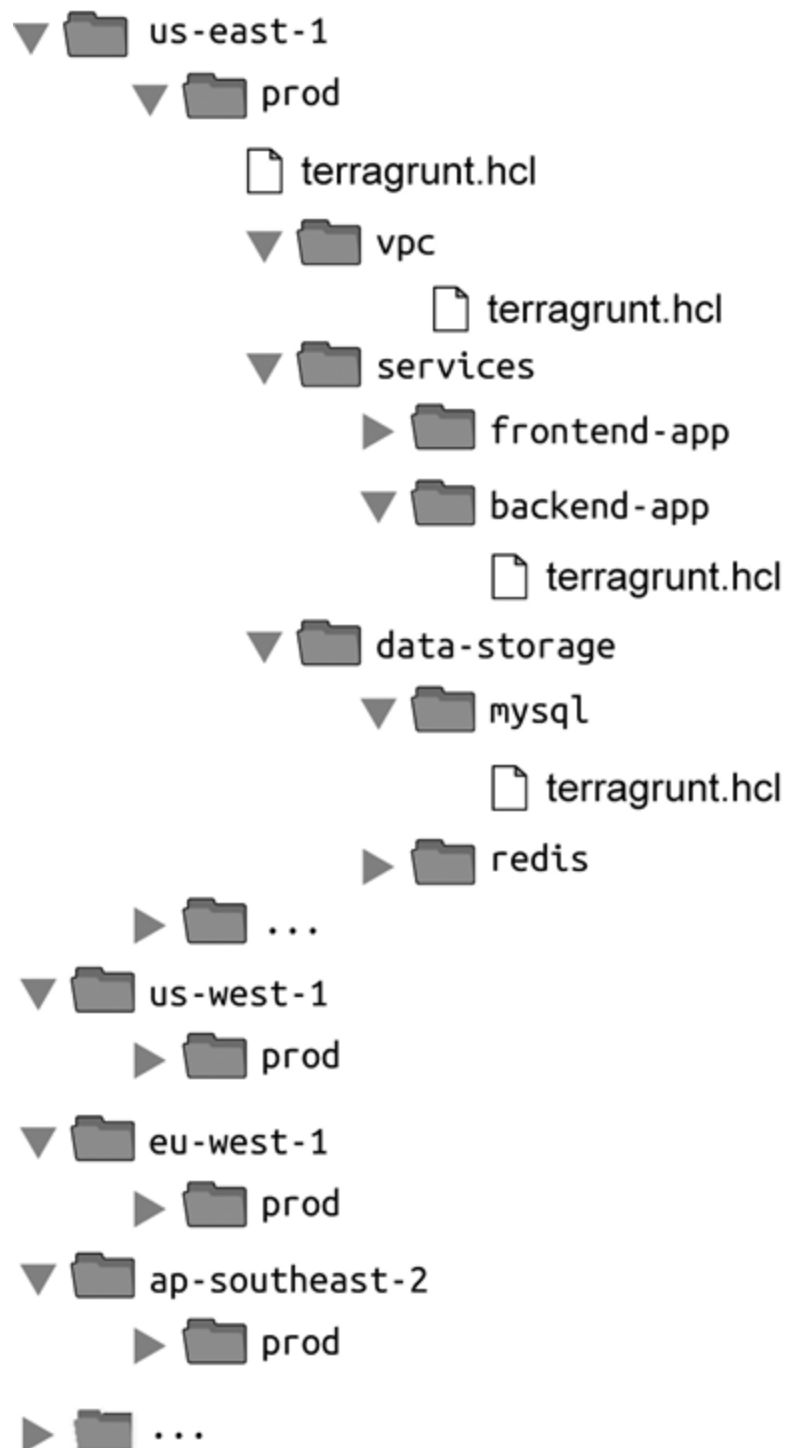 us-east-1
prod
terragrunt.hcl
vpc
terragrunt.hcl
services
frontend-app
backend-app
terragrunt.hcl
data-storage
mysql
terragrunt.hcl
redis
...
us-west-1
prod
eu-west-1
prod
ap-southeast-2
prod
...